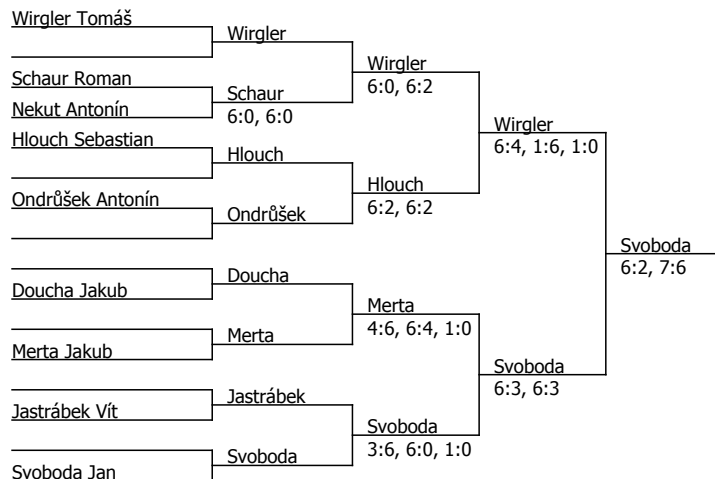 Wirgler Tomáš
Wirgler
Wirgler
6:0, 6:2
Schaur Roman
Schaur
6:0, 6:0
Nekut Antonín
Wirgler
6:4, 1:6, 1:0
Hlouch Sebastian
Hlouch
Hlouch
6:2, 6:2
Ondrůšek Antonín
Ondrůšek
Svoboda
6:2, 7:6
Doucha
Doucha Jakub
Merta
4:6, 6:4, 1:0
Merta
Merta Jakub
Svoboda
6:3, 6:3
Jastrábek
Jastrábek Vít
Svoboda
3:6, 6:0, 1:0
Svoboda
Svoboda Jan